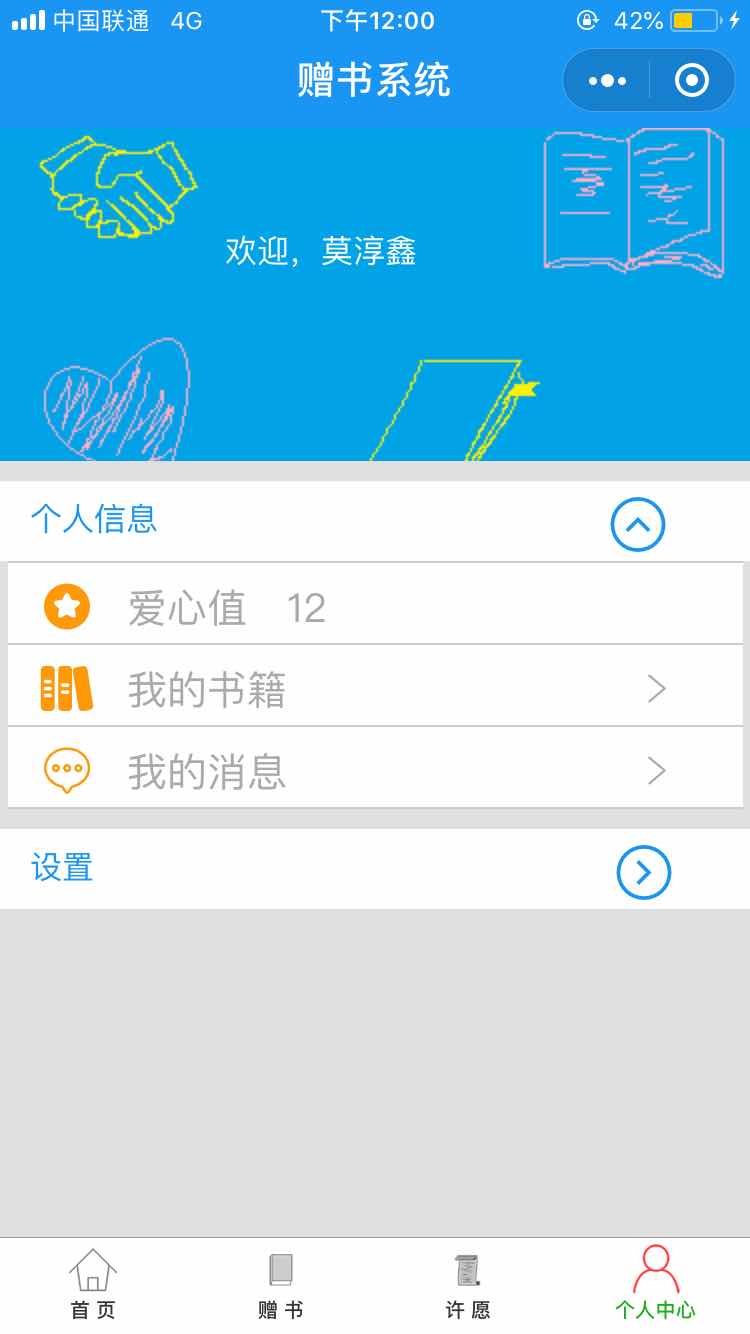 中国联通 4G 下午12:00 42%
赠书系统
欢迎，莫淳鑫
个人信息
爱心值 12
我的书籍
我的消息
设置
首页 赠书 许愿 个人中心